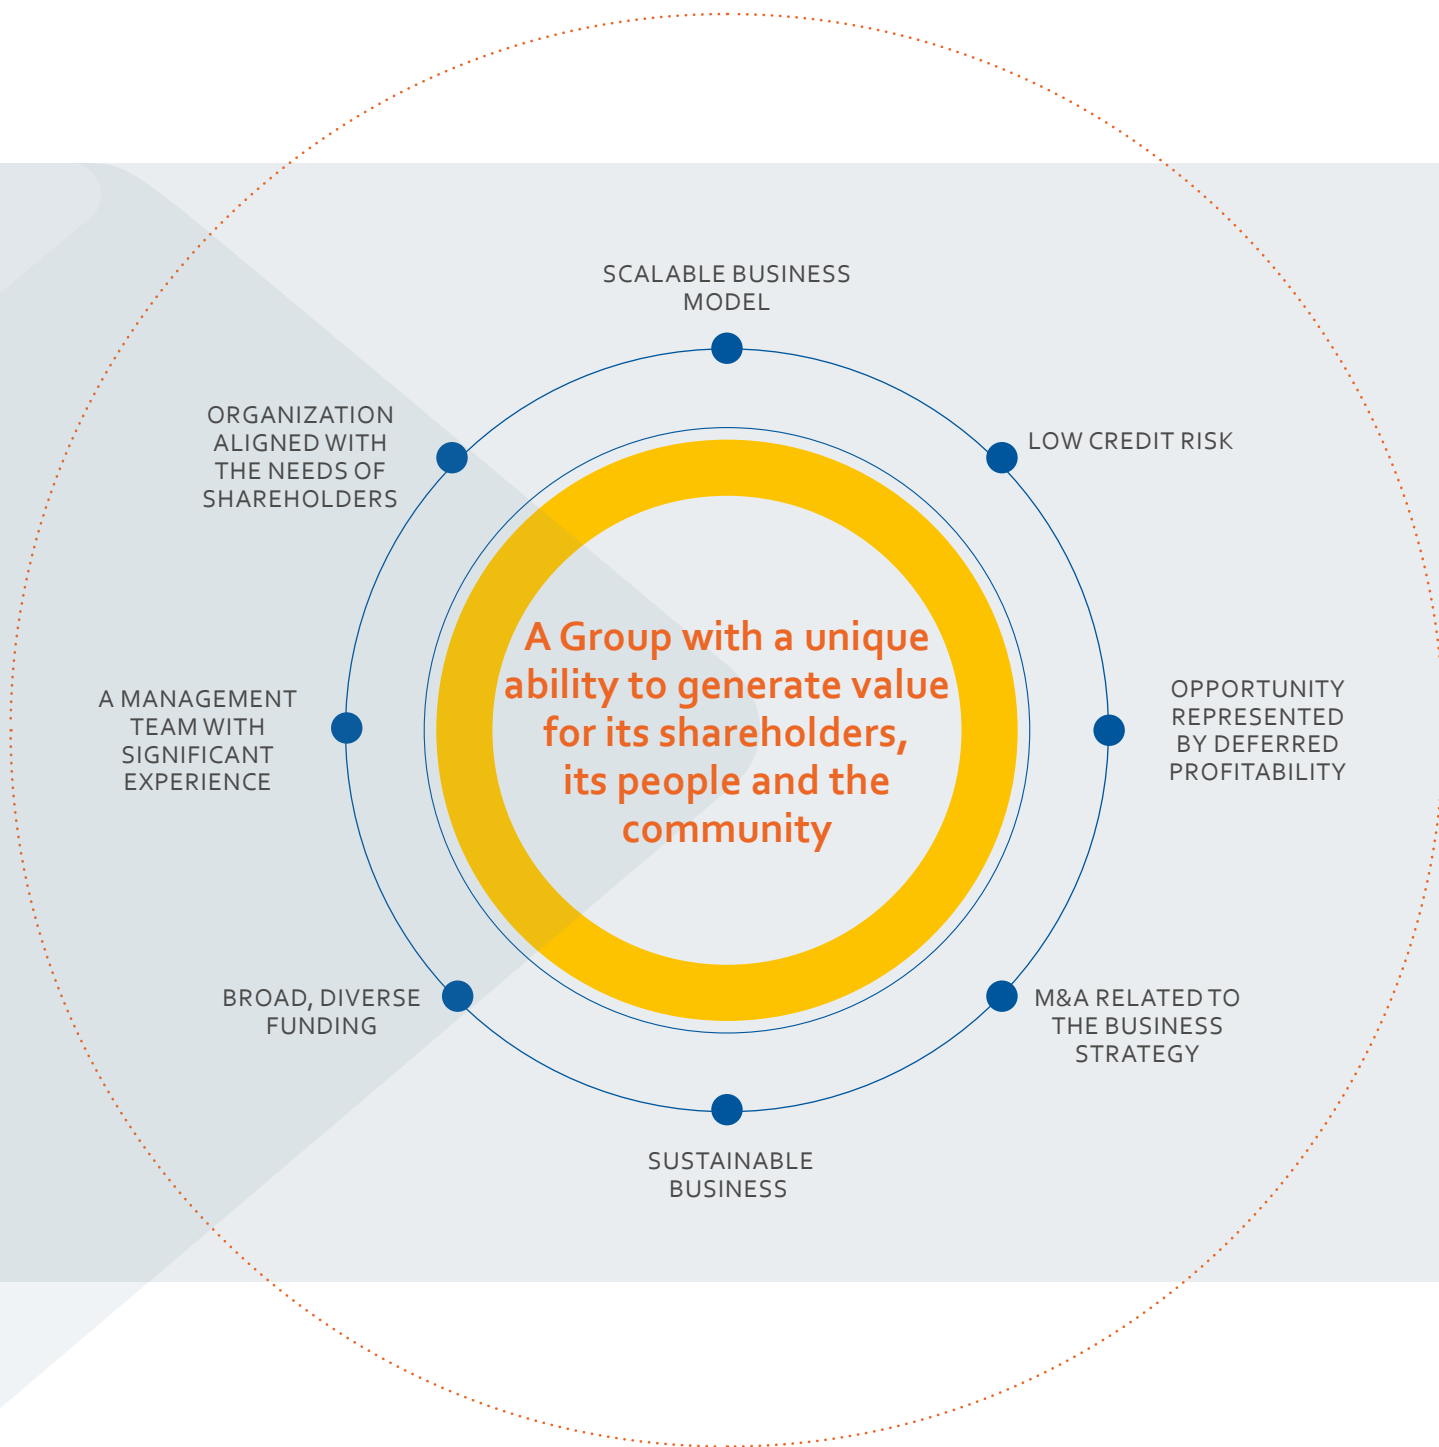 SCALABLE BUSINESS
MODEL
LOW CREDIT RISK
OPPORTUNITY
REPRESENTED
BY DEFERRED
PROFITABILITY
M&A RELATED TO
THE BUSINESS
STRATEGY
SUSTAINABLE
BUSINESS
BROAD, DIVERSE
FUNDING
A MANAGEMENT
TEAM WITH
SIGNIFICANT
EXPERIENCE
ORGANIZATION
ALIGNED WITH
THE NEEDS OF
SHAREHOLDERS
A Group with a unique
ability to generate value
for its shareholders,
its people and the
community